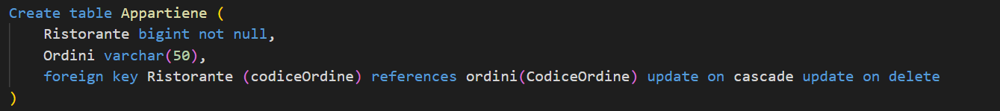 Create table Appartiene (
Ristorante bigint not null,
Ordini varchar(50),
foreign key Ristorante (codiceOrdine) references ordini(CodiceOrdine) update on cascade update on delete
)